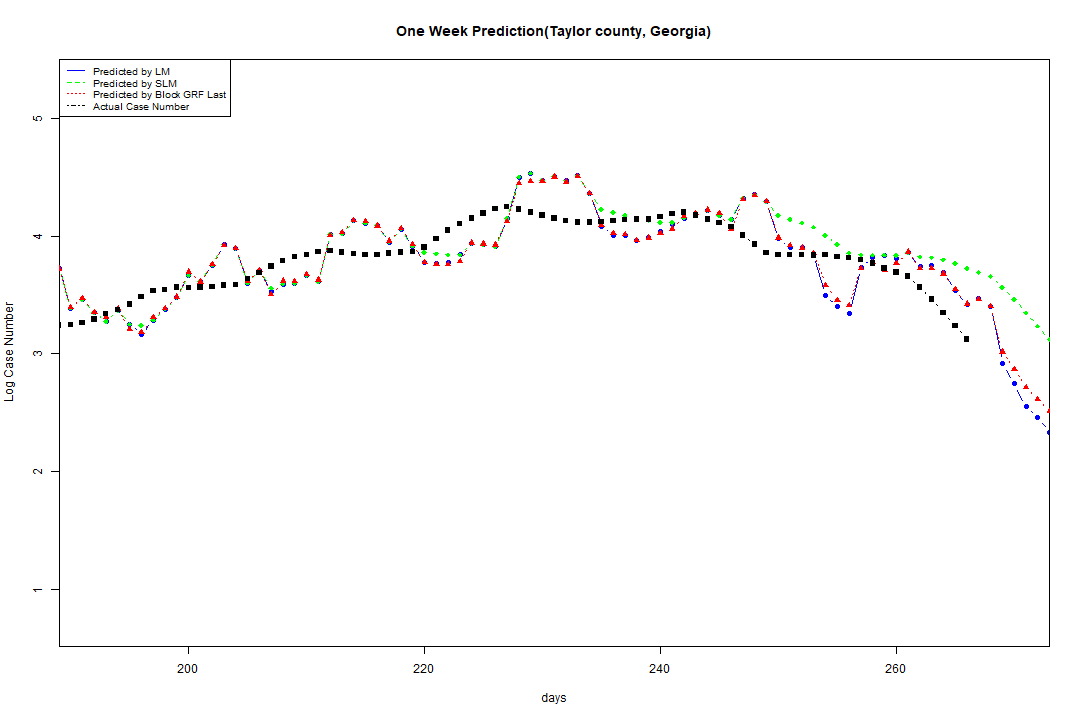 One Week Prediction(Taylor county, Georgia)
Predicted by LM
Predicted by SLM
Predicted by Block GRF Last
Actual Case Number
5
4
3
2
1
Log Case Number
200 220 240 260
days